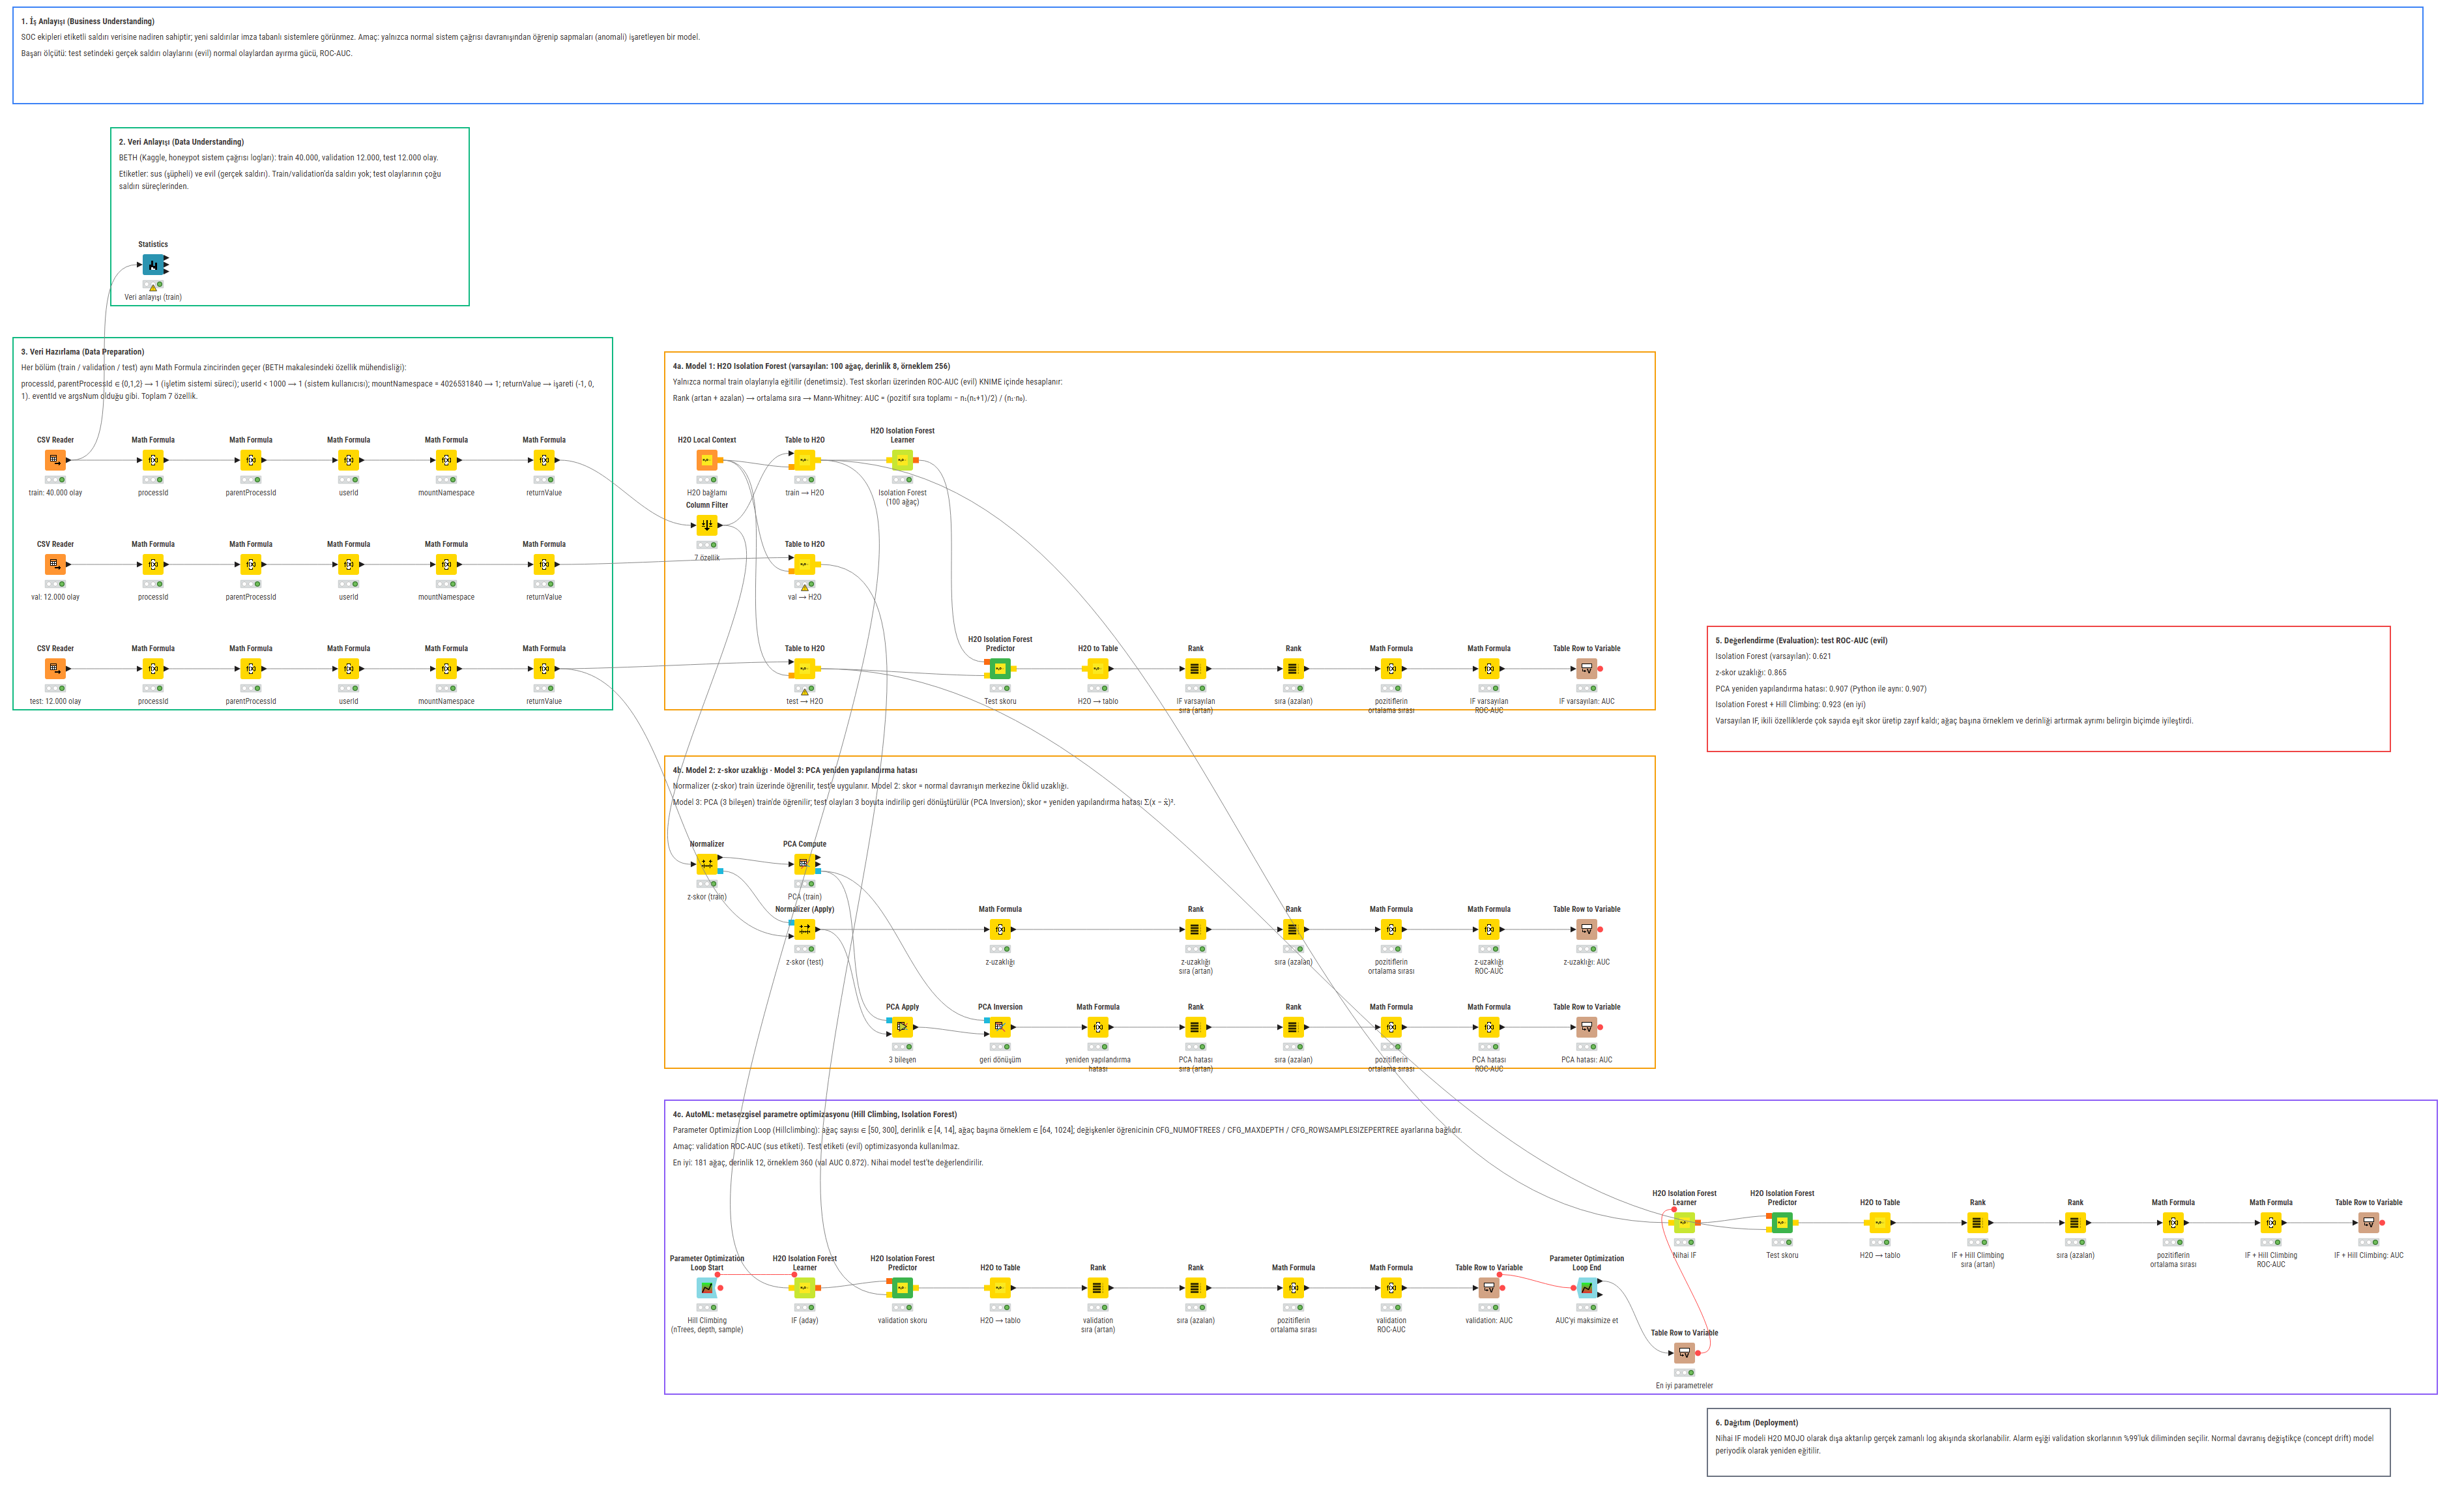 1. İş Anlayışı (Business Understanding)
SOC ekipleri etiketli saldırı verisine nadiren sahiptir; yeni saldırılar imza tabanlı sistemlere görünmez. Amaç: yalnızca normal sistem çağrısı davranışından öğrenip sapmaları (anomali) işaretleyen bir model.
Başarı ölçütü: test setindeki gerçek saldırı olaylarını (evil) normal olaylardan ayırma gücü, ROC-AUC.
2. Veri Anlayışı (Data Understanding)
BETH (Kaggle, honeypot sistem çağrısı logları): train 40.000, validation 12.000, test 12.000 olay.
Etiketler: sus (şüpheli) ve evil (gerçek saldırı). Train/validation'da saldırı yok; test olaylarının çoğu
saldırı süreçlerinden.
Statistics
Veri anlayışı (train)
3. Veri Hazırlama (Data Preparation)
Her bölüm (train / validation / test) aynı Math Formula zincirinden geçer (BETH makalesindeki özellik mühendisliği):
processId, parentProcessId ∈ {0,1,2} → 1 (işletim sistemi süreci); userId < 1000 → 1 (sistem kullanıcısı); mountNamespace = 4026531840 → 1; returnValue → işareti (-1, 0,
1). eventId ve argsNum olduğu gibi. Toplam 7 özellik.
CSV Reader Math Formula Math Formula Math Formula Math Formula Math Formula
train: 40.000 olay processId parentProcessId userId mountNamespace returnValue
CSV Reader Math Formula Math Formula Math Formula Math Formula Math Formula
val: 12.000 olay processId parentProcessId userId mountNamespace returnValue
CSV Reader Math Formula Math Formula Math Formula Math Formula Math Formula
test: 12.000 olay processId parentProcessId userId mountNamespace returnValue
4a. Model 1: H2O Isolation Forest (varsayılan: 100 ağaç, derinlik 8, örneklem 256)
Yalnızca normal train olaylarıyla eğitilir (denetimsiz). Test skorları üzerinden ROC-AUC (evil) KNIME içinde hesaplanır:
Rank (artan + azalan) → ortalama sıra → Mann-Whitney: AUC = (pozitif sıra toplamı − n₁(n₁+1)/2) / (n₁·n₀).
H2O Local Context Table to H2O H2O Isolation Forest
Learner
H2O bağlamı train → H2O Isolation Forest
(100 ağaç)
Column Filter
7 özellik
Table to H2O
val → H2O
Table to H2O H2O Isolation Forest
Predictor H2O to Table Rank Rank Math Formula Math Formula Table Row to Variable
test → H2O Test skoru H2O → tablo IF varsayılan
sıra (artan) sıra (azalan) pozitiflerin
ortalama sırası IF varsayılan
ROC-AUC IF varsayılan: AUC
5. Değerlendirme (Evaluation): test ROC-AUC (evil)
Isolation Forest (varsayılan): 0.621
z-skor uzaklığı: 0.865
PCA yeniden yapılandırma hatası: 0.907 (Python ile aynı: 0.907)
Isolation Forest + Hill Climbing: 0.923 (en iyi)
Varsayılan IF, ikili özelliklerde çok sayıda eşit skor üretip zayıf kaldı; ağaç başına örneklem ve derinliği artırmak ayrımı belirgin biçimde iyileştirdi.
4b. Model 2: z-skor uzaklığı · Model 3: PCA yeniden yapılandırma hatası
Normalizer (z-skor) train üzerinde öğrenilir, test'e uygulanır. Model 2: skor = normal davranışın merkezine Öklid uzaklığı.
Model 3: PCA (3 bileşen) train'de öğrenilir; test olayları 3 boyuta indirilip geri dönüştürülür (PCA Inversion); skor = yeniden yapılandırma hatası Σ(x − x̂)².
Normalizer PCA Compute
z-skor (train) PCA (train)
Normalizer (Apply) Math Formula Rank Rank Math Formula Math Formula Table Row to Variable
z-skor (test) z-uzaklığı z-uzaklığı
sıra (artan) sıra (azalan) pozitiflerin
ortalama sırası z-uzaklığı
ROC-AUC z-uzaklığı: AUC
PCA Apply PCA Inversion Math Formula Rank Rank Math Formula Math Formula Table Row to Variable
3 bileşen geri dönüşüm yeniden yapılandırma
hatası PCA hatası
sıra (artan) sıra (azalan) pozitiflerin
ortalama sırası PCA hatası
ROC-AUC PCA hatası: AUC
4c. AutoML: metasezgisel parametre optimizasyonu (Hill Climbing, Isolation Forest)
Parameter Optimization Loop (Hillclimbing): ağaç sayısı ∈ [50, 300], derinlik ∈ [4, 14], ağaç başına örneklem ∈ [64, 1024]; değişkenler öğrenicinin CFG_NUMOFTREES / CFG_MAXDEPTH / CFG_ROWSAMPLESIZEPERTREE ayarlarına bağlıdır.
Amaç: validation ROC-AUC (sus etiketi). Test etiketi (evil) optimizasyonda kullanılmaz.
En iyi: 181 ağaç, derinlik 12, örneklem 360 (val AUC 0.872). Nihai model test'te değerlendirilir.
H2O Isolation Forest
Learner H2O Isolation Forest
Predictor H2O to Table Rank Rank Math Formula Math Formula Table Row to Variable
Nihai IF Test skoru H2O → tablo IF + Hill Climbing
sıra (artan) sıra (azalan) pozitiflerin
ortalama sırası IF + Hill Climbing
ROC-AUC IF + Hill Climbing: AUC
Parameter Optimization
Loop Start H2O Isolation Forest
Learner H2O Isolation Forest
Predictor H2O to Table Rank Rank Math Formula Math Formula Table Row to Variable Parameter Optimization
Loop End
Hill Climbing
(nTrees, depth, sample) IF (aday) validation skoru H2O → tablo validation
sıra (artan) sıra (azalan) pozitiflerin
ortalama sırası validation
ROC-AUC validation: AUC AUC'yi maksimize et
Table Row to Variable
En iyi parametreler
6. Dağıtım (Deployment)
Nihai IF modeli H2O MOJO olarak dışa aktarılıp gerçek zamanlı log akışında skorlanabilir. Alarm eşiği validation skorlarının %99'luk diliminden seçilir. Normal davranış değiştikçe (concept drift) model
periyodik olarak yeniden eğitilir.